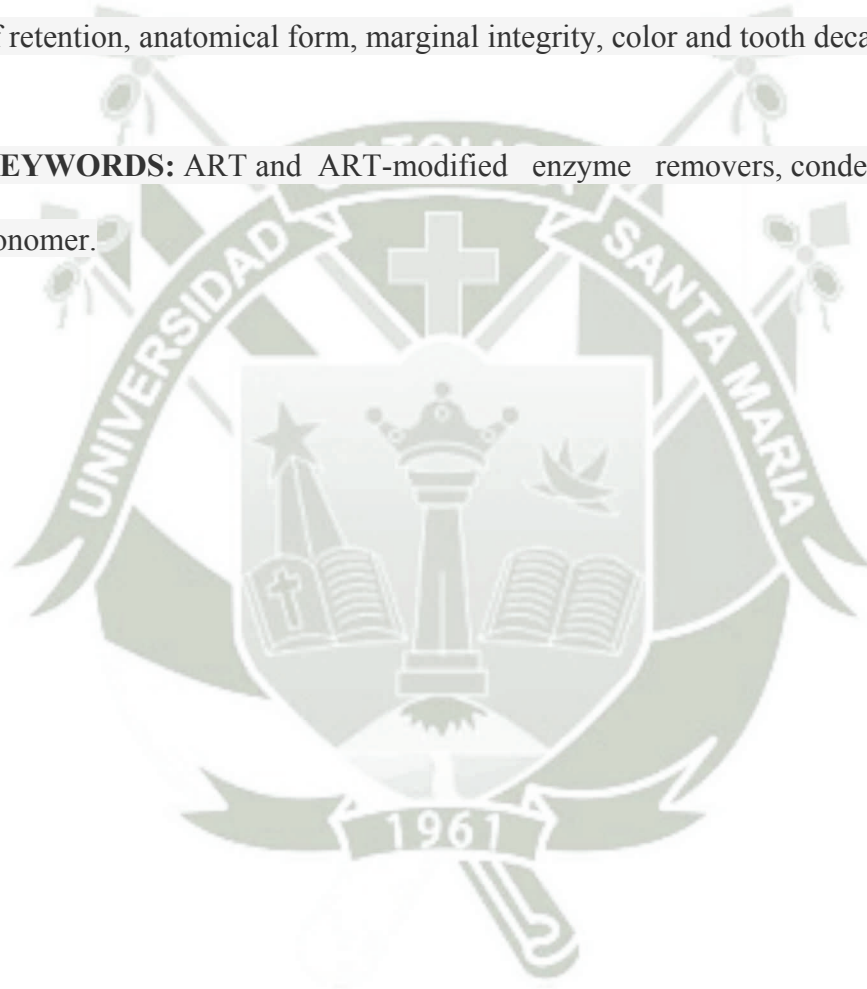 f retention, anatomical form, marginal integrity, color and tooth deca
EYWORDS: ART and ART-modified enzyme removers, conde
onomer.
UNIVERSIDAD CATOLICA SANTA MARIA
1961